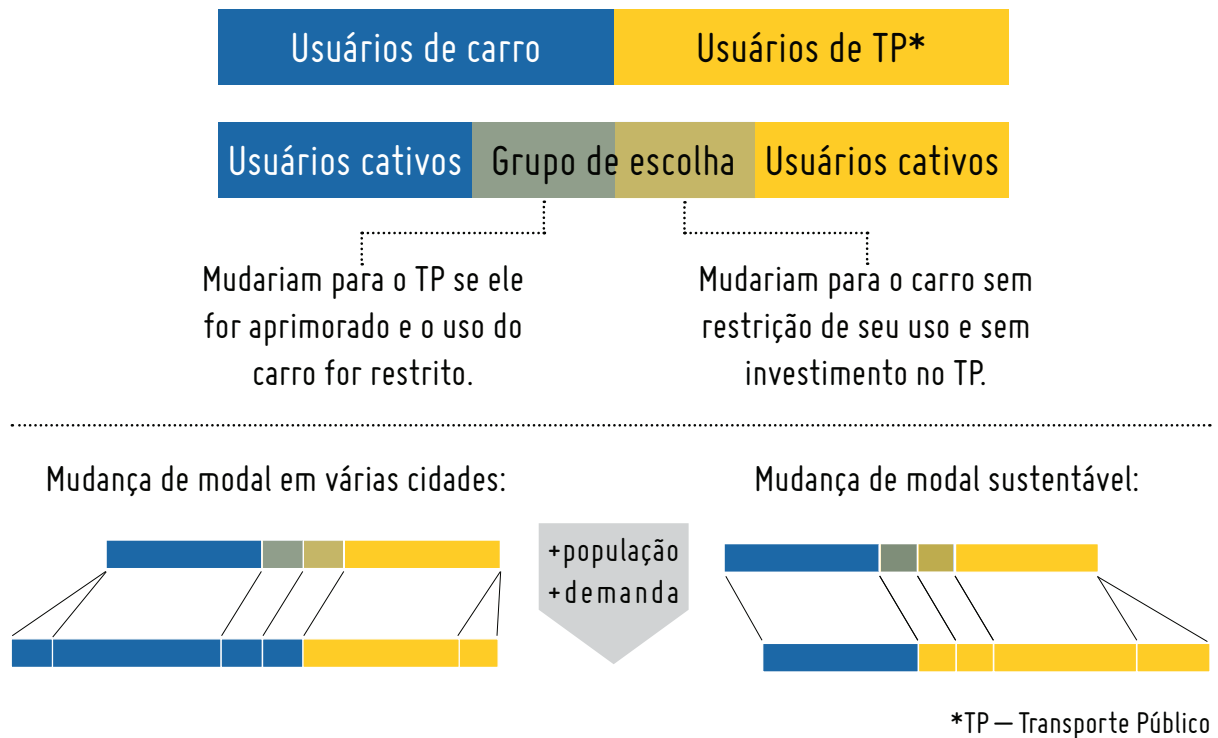 Usuários de carro
Usuários de TP*
Usuários cativos
Grupo de escolha
Usuários cativos
Mudariam para o TP se ele
for aprimorado e o uso do
carro for restrito.
Mudariam para o carro sem
restrição de seu uso e sem
investimento no TP.
Mudança de modal em várias cidades:
+população
+demanda
Mudança de modal sustentável:
*TP – Transporte Público